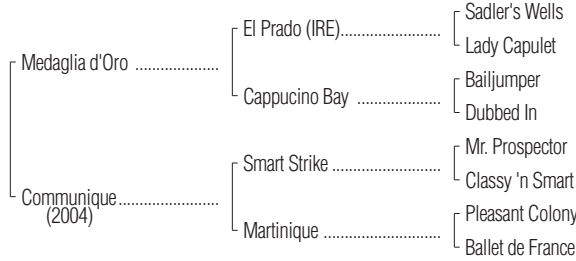 Sadler's Wells
El Prado (IRE)....................
Lady Capulet
Medaglia d'Oro ....................
Bailjumper
Cappucino Bay ....................
Dubbed In
Mr. Prospector
Smart Strike ..........................
Classy 'n Smart
Communique........................
(2004)
Pleasant Colony
Martinique ............................
Ballet de France